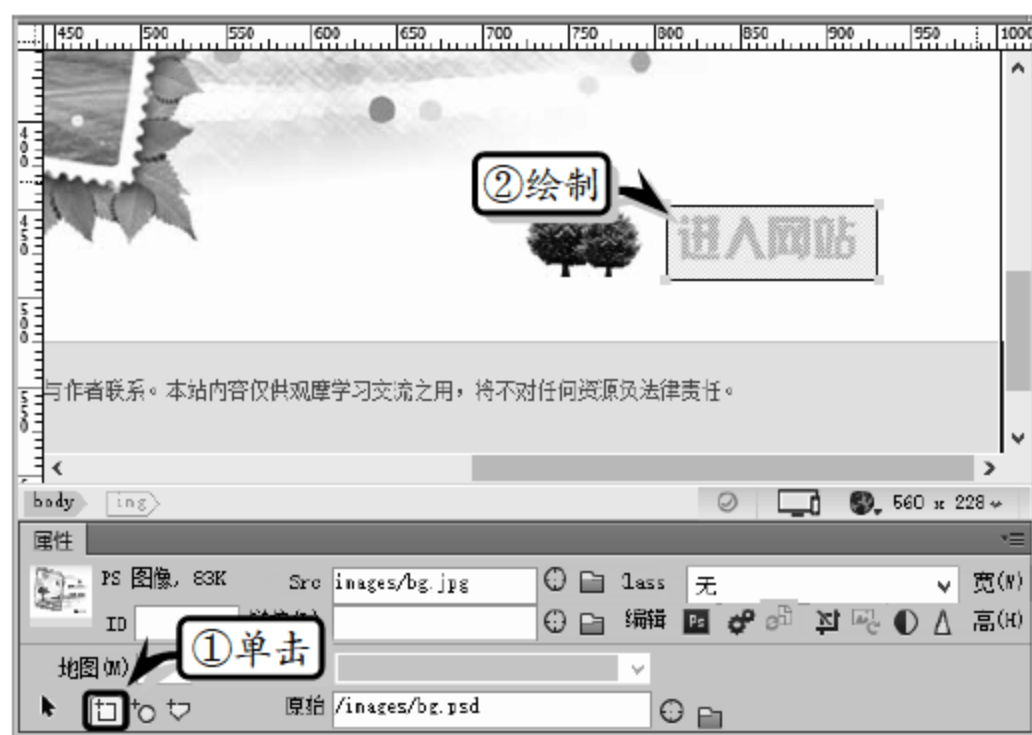 450 500 550 600 650 700 750 800 850 900 950 1000
400
②绘制
450
进入网站
500
与作者联系。本站内容仅供观摩学习交流之用，将不对任何资源负法律责任。
550
body img 560 x 228
属性
PS 图像, 83K Src images/bg.jpg lass 无 宽(W)
ID 编辑 Ps 高(H)
①单击
地图(M)
原始 /images/bg.psd